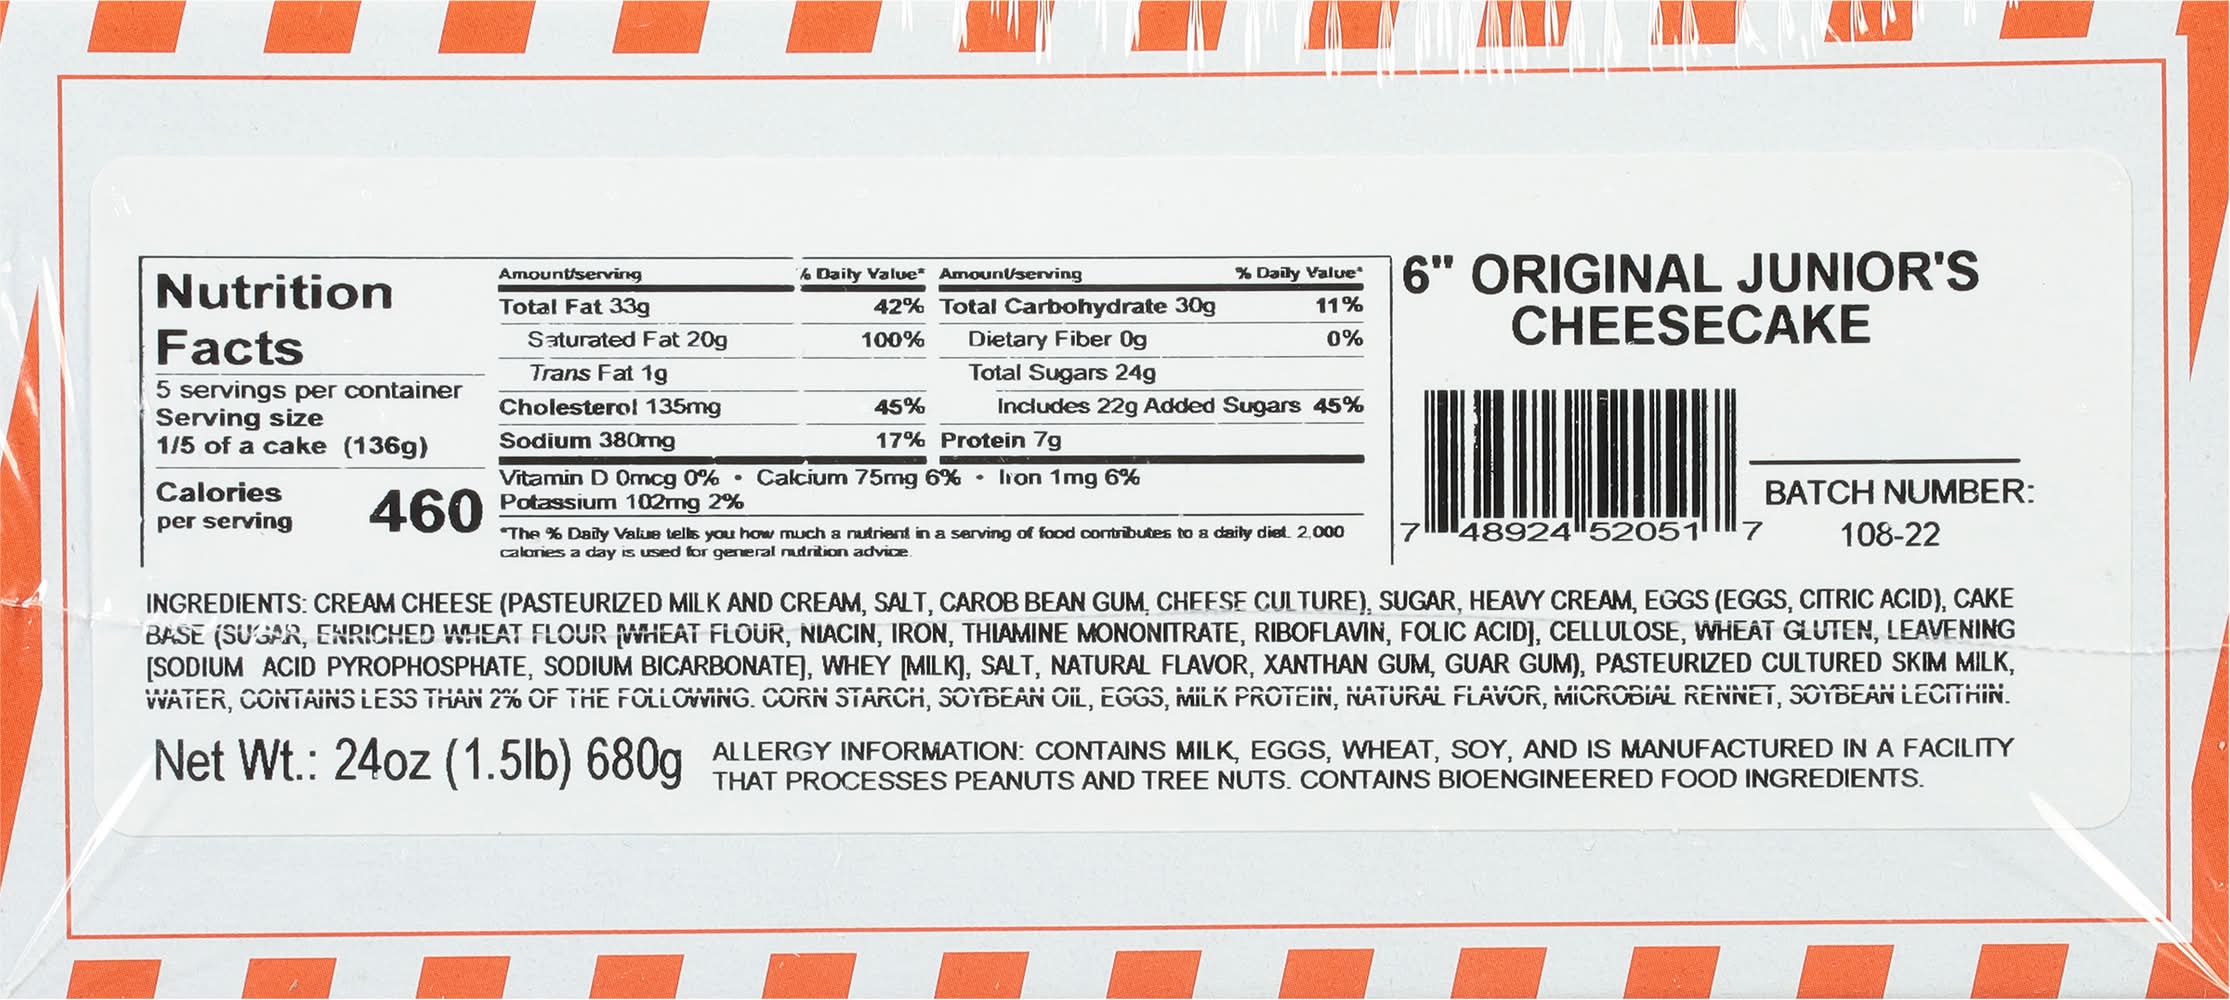 Nutrition
Facts
5 servings per container
Serving size
1/5 of a cake (136g)
Calories
per serving 460
Amount/serving % Daily Value*
Total Fat 33g 42%
Saturated Fat 20g 100%
Trans Fat 1g
Cholesterol 135mg 45%
Sodium 380mg 17%
Amount/serving % Daily Value*
Total Carbohydrate 30g 11%
Dietary Fiber 0g 0%
Total Sugars 24g
Includes 22g Added Sugars 45%
Protein 7g
Vitamin D 0mcg 0% • Calcium 75mg 6% • Iron 1mg 6%
Potassium 102mg 2%
*The % Daily Value tells you how much a nutrient in a serving of food contributes to a daily diet. 2,000
calories a day is used for general nutrition advice.
6" ORIGINAL JUNIOR'S
CHEESECAKE
7 48924 52051 7
BATCH NUMBER:
108-22
INGREDIENTS: CREAM CHEESE (PASTEURIZED MILK AND CREAM, SALT, CAROB BEAN GUM, CHEESE CULTURE), SUGAR, HEAVY CREAM, EGGS (EGGS, CITRIC ACID), CAKE
BASE (SUGAR, ENRICHED WHEAT FLOUR [WHEAT FLOUR, NIACIN, IRON, THIAMINE MONONITRATE, RIBOFLAVIN, FOLIC ACID], CELLULOSE, WHEAT GLUTEN, LEAVENING
[SODIUM ACID PYROPHOSPHATE, SODIUM BICARBONATE], WHEY [MILK], SALT, NATURAL FLAVOR, XANTHAN GUM, GUAR GUM), PASTEURIZED CULTURED SKIM MILK,
WATER, CONTAINS LESS THAN 2% OF THE FOLLOWING. CORN STARCH, SOYBEAN OIL, EGGS, MILK PROTEIN, NATURAL FLAVOR, MICROBIAL RENNET, SOYBEAN LECITHIN.
Net Wt.: 24oz (1.5lb) 680g
ALLERGY INFORMATION: CONTAINS MILK, EGGS, WHEAT, SOY, AND IS MANUFACTURED IN A FACILITY
THAT PROCESSES PEANUTS AND TREE NUTS. CONTAINS BIOENGINEERED FOOD INGREDIENTS.